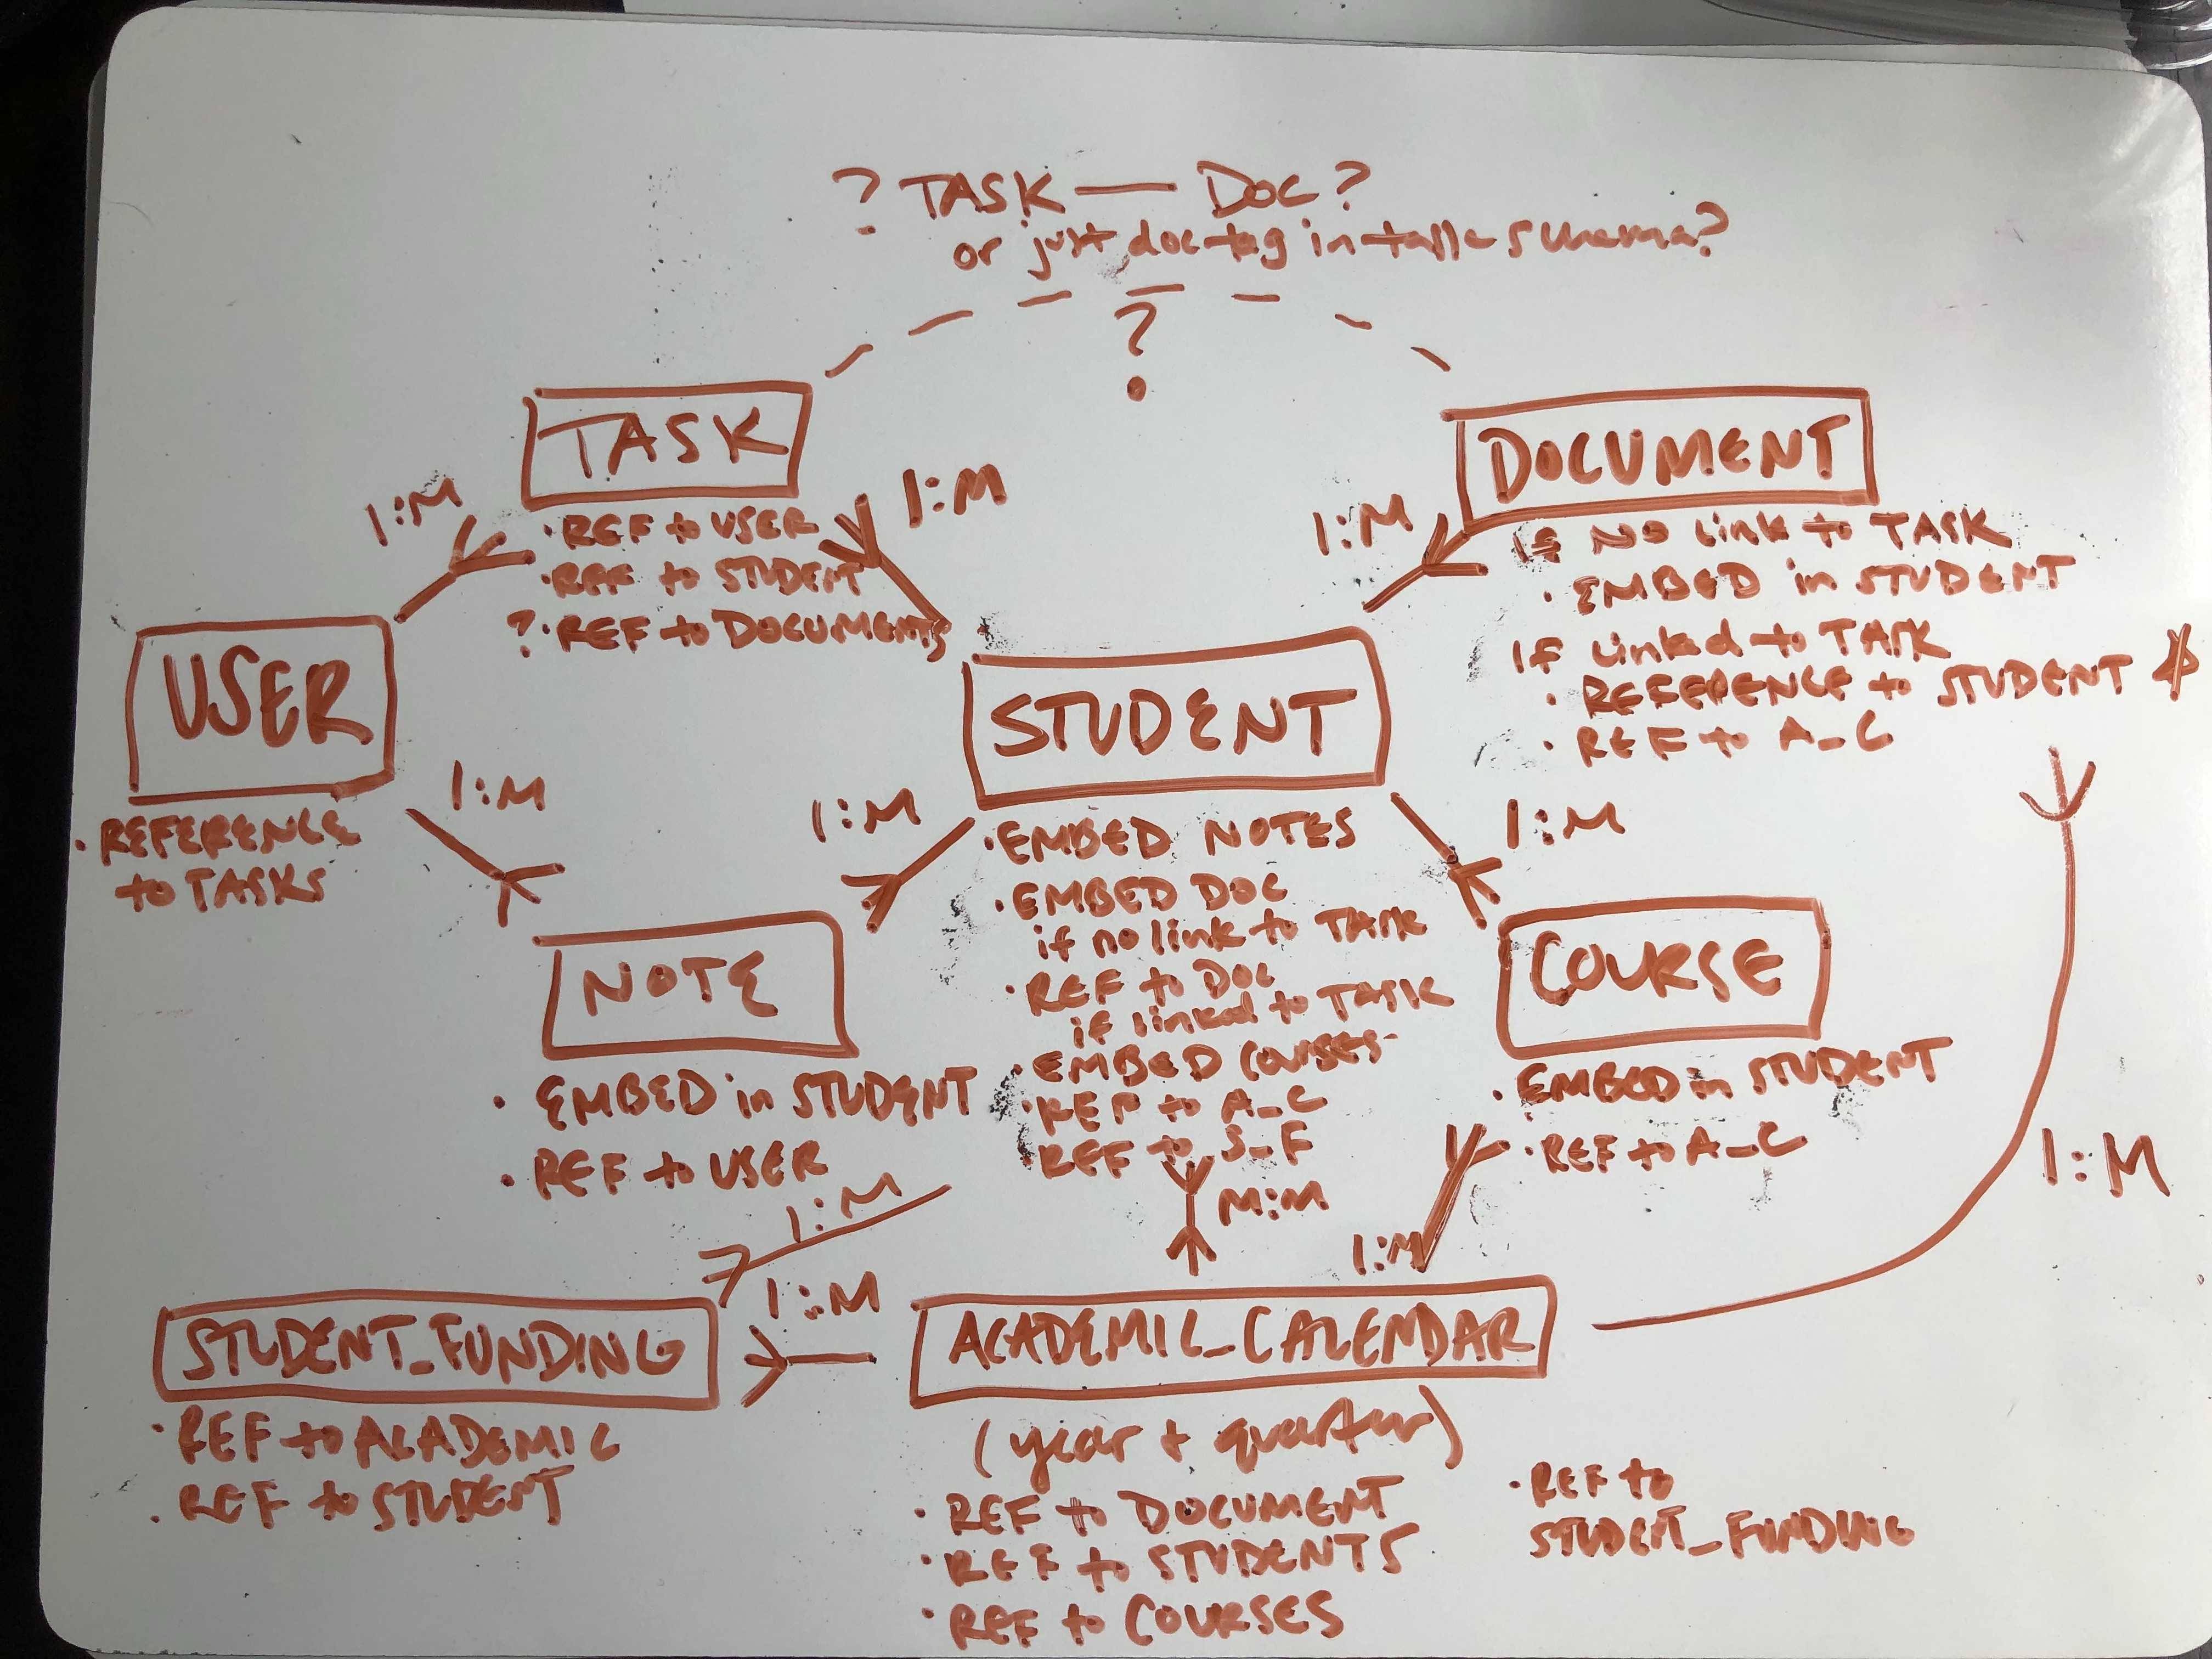 ? TASK — DOC?
or just doc tag in task schema?
?
TASK
1:M
1:M
• REF to USER
• REF to STUDENT
? • REF to DOCUMENTS
DOCUMENT
1:M
IF NO Link to TASK
• EMBED in STUDENT
IF Linked to TASK
• REFERENCE to STUDENT
• REF to A_C
USER
• REFERENCE
to TASKS
1:M
STUDENT
1:M
1:M
• EMBED NOTES
• EMBED DOC
if no link to TASK
• REF to DOC
if linked to TASK
• EMBED COURSES
• REF to A_C
• REF to S_F
NOTE
• EMBED in STUDENT
• REF to USER
COURSE
• EMBED in STUDENT
• REF to A_C
1:M
M:M
1:M
1:M
1:M
STUDENT_FUNDING
• REF to ACADEMIC
• REF to STUDENT
ACADEMIC_CALENDAR
(year + quarter)
• REF to DOCUMENT
• REF to STUDENTS
• REF to COURSES
• REF to
STUDENT_FUNDING